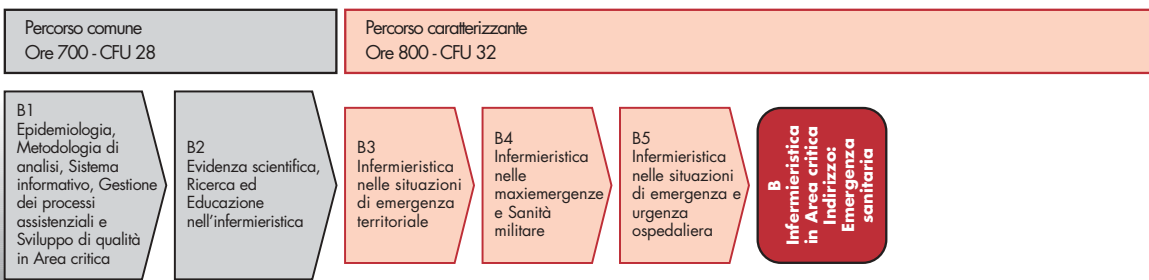 Percorso comune
Ore 700 - CFU 28
Percorso caratterizzante
Ore 800 - CFU 32
B1
Epidemiologia,
Metodologia di
analisi, Sistema
informativo, Gestione
dei processi
assistenziali e
Sviluppo di qualità
in Area critica
B2
Evidenza scientifica,
Ricerca ed
Educazione
nell’infermieristica
B3
Infermieristica
nelle situazioni
di emergenza
territoriale
B4
Infermieristica
nelle
maxiemergenze
e Sanità
militare
B5
Infermieristica
nelle situazioni
di emergenza e
urgenza
ospedaliera
B
Infermieristica
in Area critica
Indirizzo:
Emergenza
sanitaria